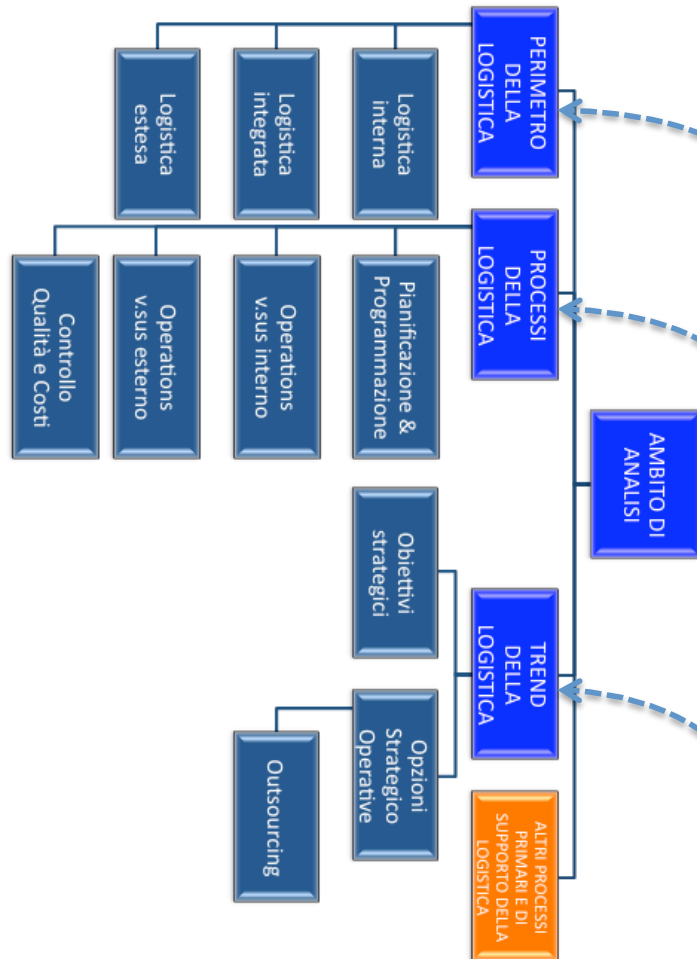 AMBITO DI
ANALISI
PERIMETRO
DELLA
LOGISTICA
Logistica
interna
Logistica
integrata
Logistica
estesa
PROCESSI
DELLA
LOGISTICA
Pianificazione &
Programmazione
Operations
v.sus interno
Operations
v.sus esterno
Controllo
Qualità e Costi
TREND
DELLA
LOGISTICA
Obiettivi
strategici
Opzioni
Strategico
Operative
Outsourcing
ALTRI PROCESSI
PRIMARI E DI
SUPPORTO DELLA
LOGISTICA